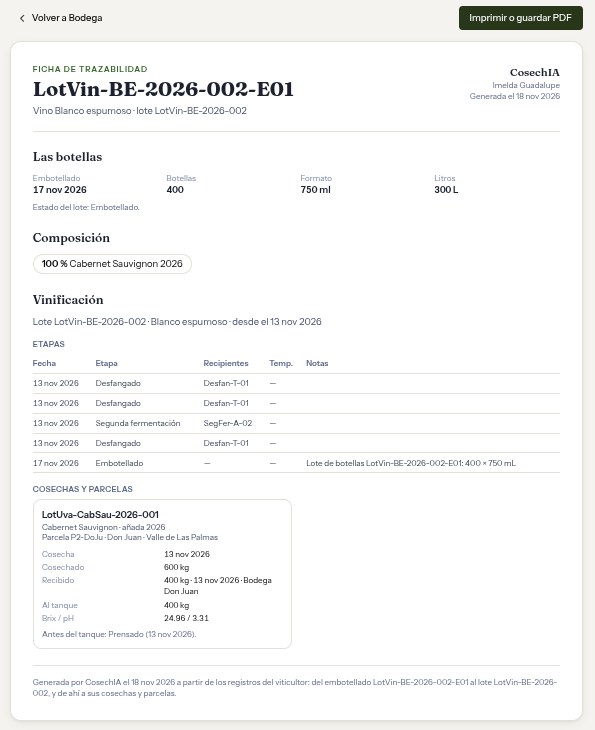 Volver a Bodega
Imprimir o guardar PDF
FICHA DE TRAZABILIDAD
LotVin-BE-2026-002-E01
Vino Blanco espumoso · lote LotVin-BE-2026-002
CosechIA
Imelda Guadalupe
Generada el 18 nov 2026
Las botellas
Embotellado Botellas Formato Litros
17 nov 2026 400 750 ml 300 L
Estado del lote: Embotellado.
Composición
100 % Cabernet Sauvignon 2026
Vinificación
Lote LotVin-BE-2026-002 · Blanco espumoso · desde el 13 nov 2026
ETAPAS
Fecha Etapa Recipientes Temp. Notas
13 nov 2026 Desfangado Desfan-T-01 —
13 nov 2026 Desfangado Desfan-T-01 —
13 nov 2026 Segunda fermentación SegFer-A-02 —
13 nov 2026 Desfangado Desfan-T-01 —
17 nov 2026 Embotellado — — Lote de botellas LotVin-BE-2026-002-E01: 400 × 750 mL
COSECHAS Y PARCELAS
LotUva-CabSau-2026-001
Cabernet Sauvignon · añada 2026
Parcela P2-DoJu · Don Juan · Valle de Las Palmas
Cosecha 13 nov 2026
Cosechado 600 kg
Recibido 400 kg · 13 nov 2026 · Bodega
Don Juan
Al tanque 400 kg
Brix / pH 24.96 / 3.31
Antes del tanque: Prensado (13 nov 2026).
Generada por CosechIA el 18 nov 2026 a partir de los registros del viticultor: del embotellado LotVin-BE-2026-002-E01 al lote LotVin-BE-2026-
002, y de ahí a sus cosechas y parcelas.